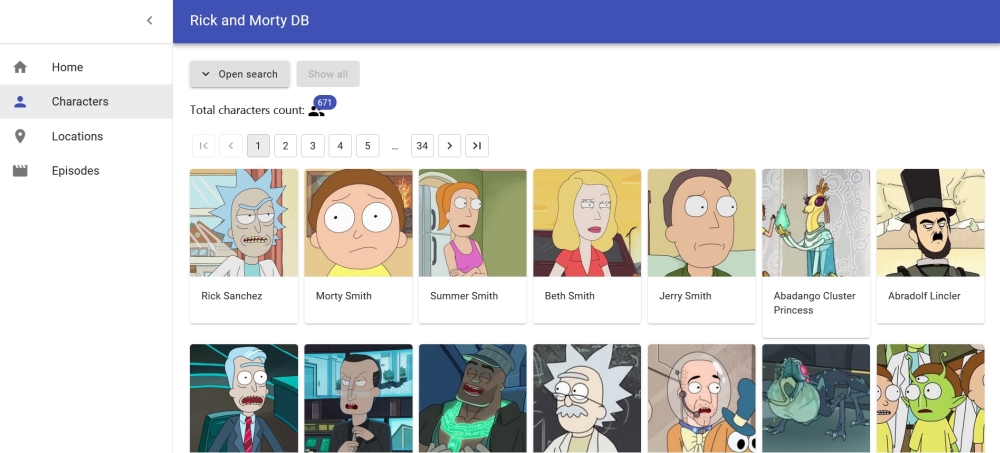 Rick and Morty DB
Home
Characters
Locations
Episodes
Open search
Show all
Total characters count: 671
1 2 3 4 5 … 34
Rick Sanchez
Morty Smith
Summer Smith
Beth Smith
Jerry Smith
Abadango Cluster
Princess
Abradolf Lincler